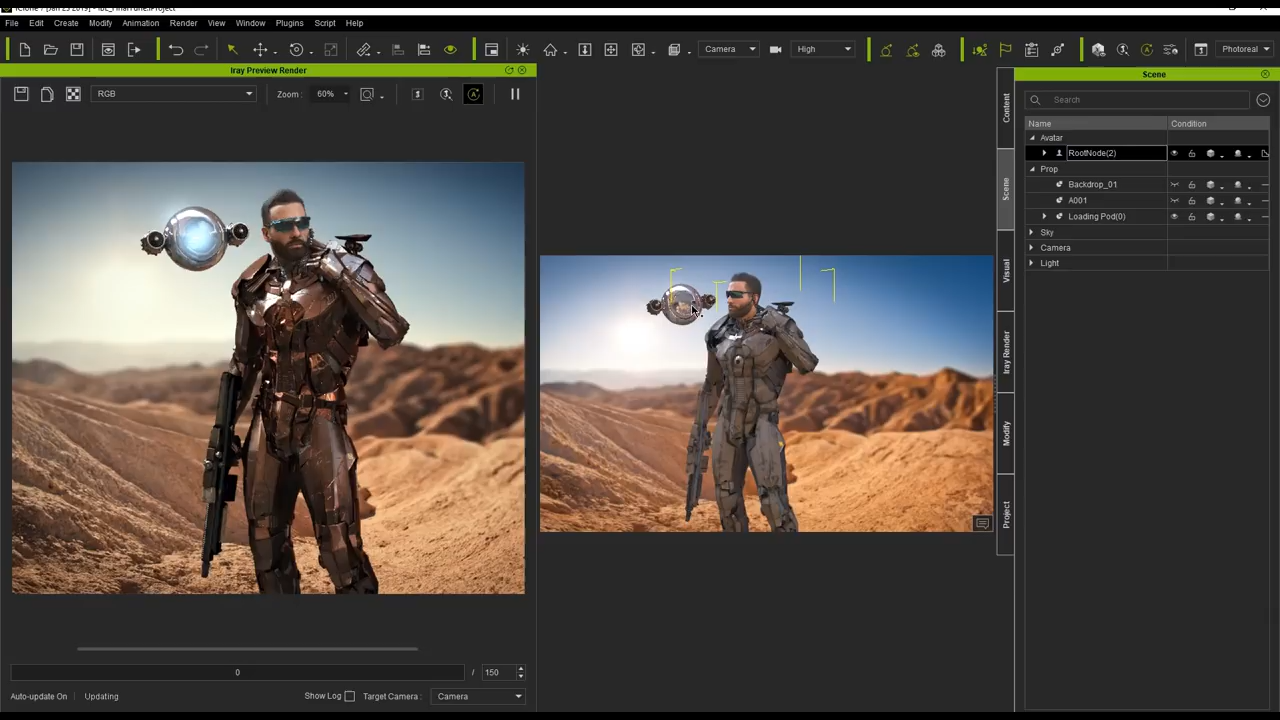 File Edit Create Modify Animation Render View Window Plugins Script Help
Camera High Photoreal
Iray Preview Render
RGB Zoom : 60%
Scene
Search
Name Condition
Avatar
RootNode(2)
Prop
Backdrop_01
A001
Loading Pod(0)
Sky
Camera
Light
Content
Scene
Visual
Iray Render
Modify
Project
0 / 150
Auto-update On Updating Show Log Target Camera : Camera